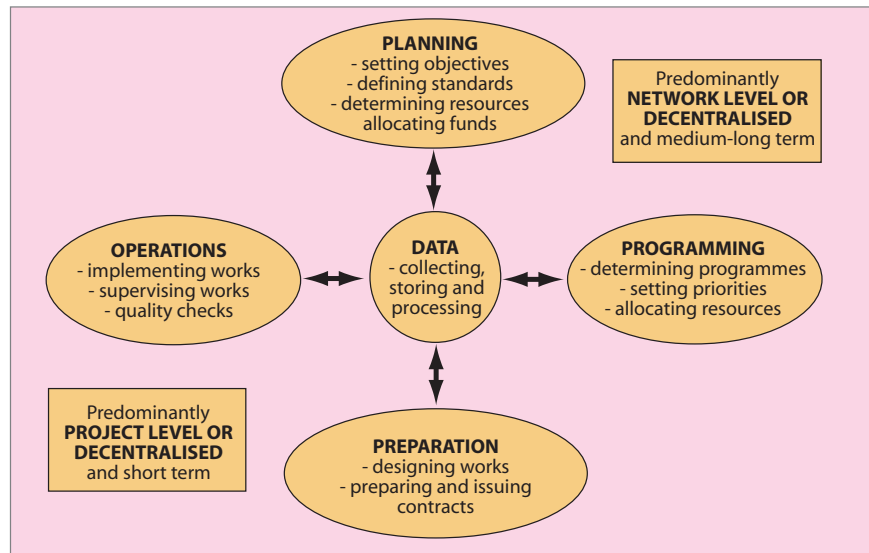 PLANNING
- setting objectives
- defining standards
- determining resources
allocating funds
Predominantly
NETWORK LEVEL OR
DECENTRALISED
and medium-long term
OPERATIONS
- implementing works
- supervising works
- quality checks
DATA
- collecting,
storing and
processing
PROGRAMMING
- determining programmes
- setting priorities
- allocating resources
Predominantly
PROJECT LEVEL OR
DECENTRALISED
and short term
PREPARATION
- designing works
- preparing and issuing
contracts